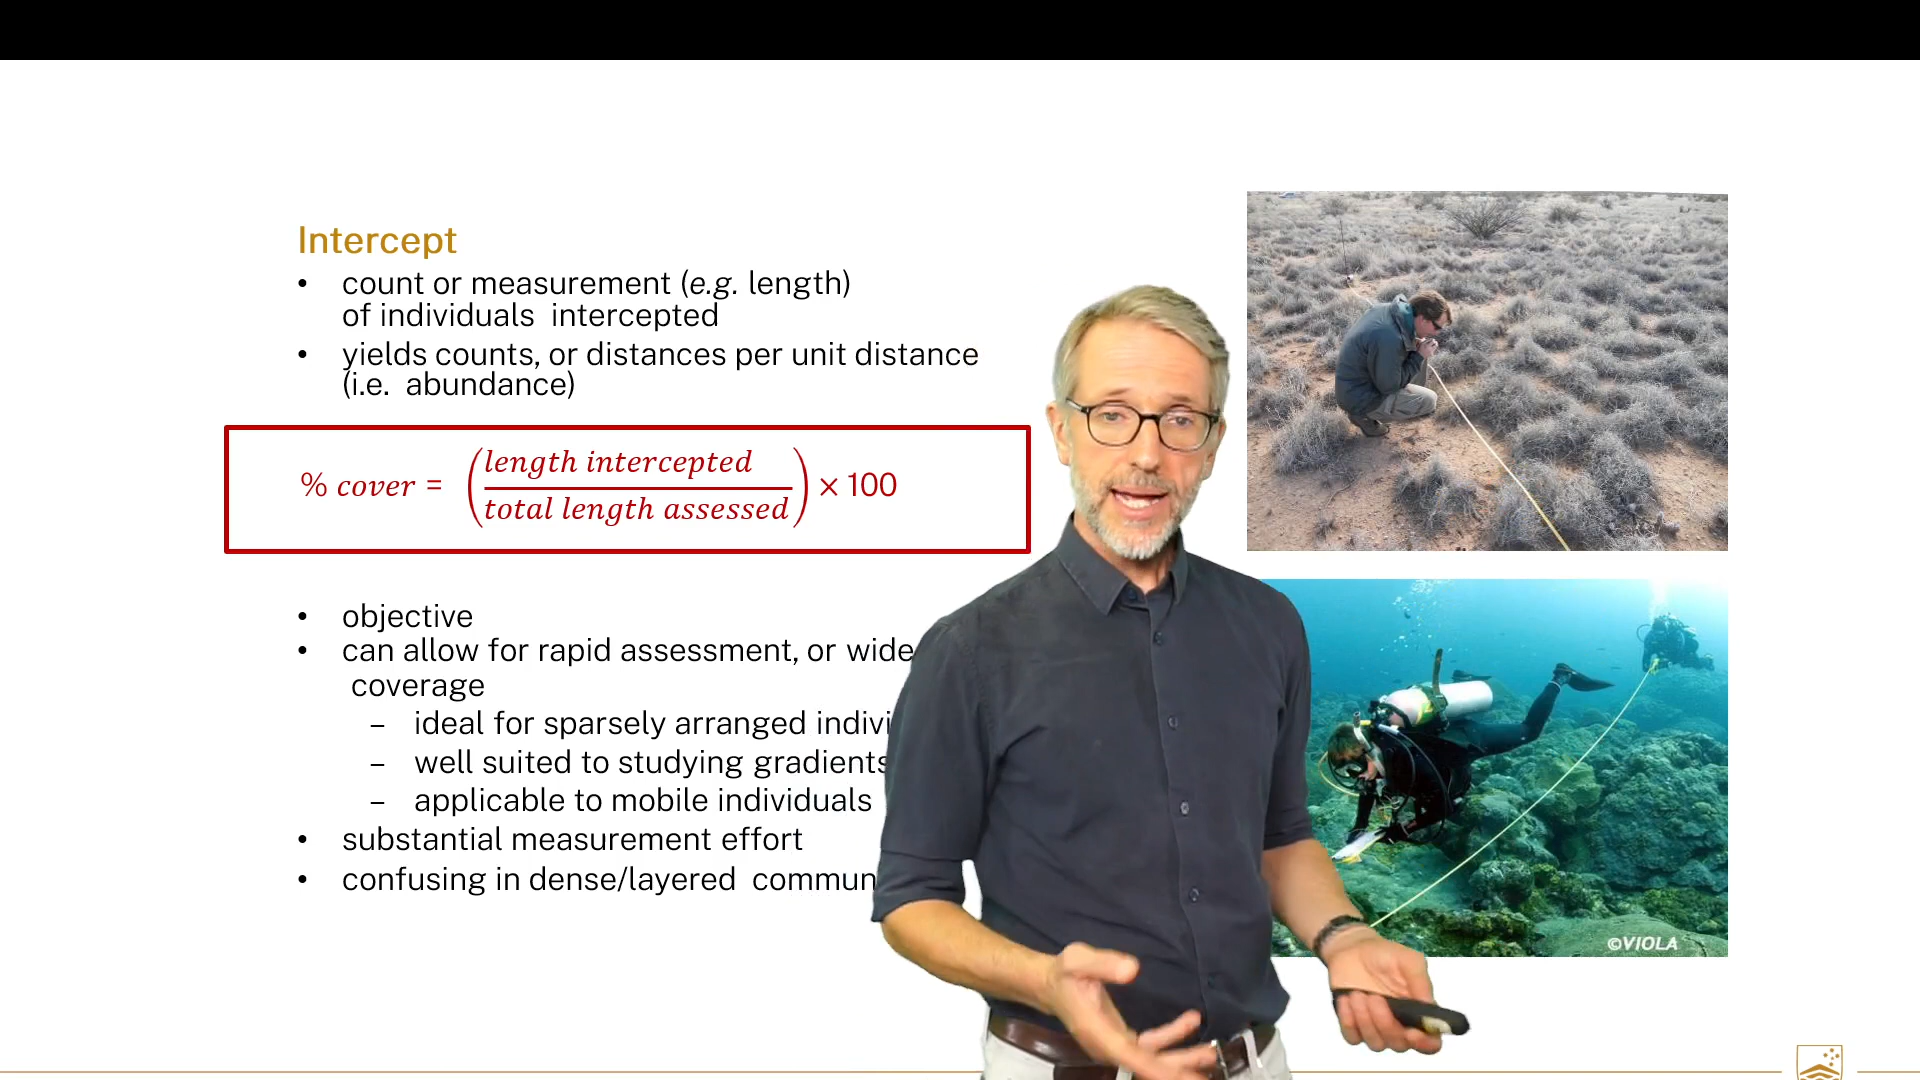 Intercept
• count or measurement (e.g. length)
of individuals intercepted
• yields counts, or distances per unit distance
(i.e. abundance)
% cover = (length intercepted / total length assessed) × 100
• objective
• can allow for rapid assessment, or wide
coverage
– ideal for sparsely arranged
– well suited to studying gradients
– applicable to mobile individuals
• substantial measurement effort
• confusing in dense/layered
©VIOLA